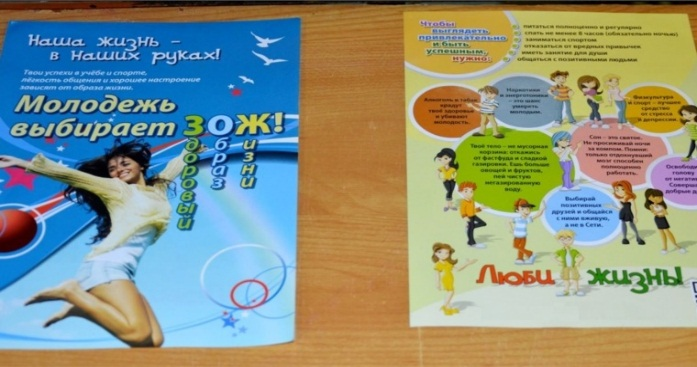 Наша жизнь –
в наших руках!
Твои успехи в учёбе и спорте,
лёгкость общения и хорошее настроение
зависят от образа жизни.
Молодежь
выбирает ЗОЖ!
здоровый
образ
жизни
Чтобы
выглядеть
привлекательно
и быть
успешным,
нужно:
питаться полноценно и регулярно
спать не менее 8 часов (обязательно ночью)
заниматься спортом
отказаться от вредных привычек
иметь занятие для души
общаться с позитивными людьми
Алкоголь и табак
крадут
твоё здоровье
и убивают
молодость.
Наркотики
и энергетики
– это шанс
умереть
молодым.
Физкультура
и спорт – лучшее
средство
от стресса
и депрессии.
Твоё тело – не мусорная
корзина: откажись
от фастфуда и сладкой
газировки. Ешь больше
овощей и фруктов,
пей чистую
негазированную
воду.
Сон – это святое.
Не просиживай ночи
за компом. Помни:
только отдохнувший
мозг способен
полноценно
работать.
Освободи
голову
от негатив
Соверша
добрые д
Выбирай
позитивных
друзей и общайся
с ними вживую,
а не в Сети.
Люби жизнь!